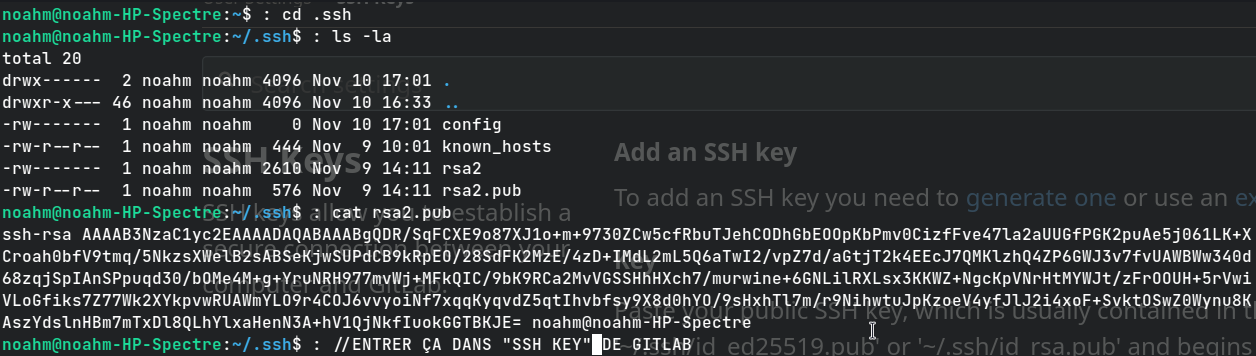 noahm@noahm-HP-Spectre:~$ : cd .ssh
noahm@noahm-HP-Spectre:~/.ssh$ : ls -la
total 20
drwx------  2 noahm noahm 4096 Nov 10 17:01 .
drwxr-x--- 46 noahm noahm 4096 Nov 10 16:33 ..
-rw-------  1 noahm noahm    0 Nov 10 17:01 config
-rw-r--r--  1 noahm noahm  444 Nov  9 10:01 known_hosts
-rw-------  1 noahm noahm 2610 Nov  9 14:11 rsa2
-rw-r--r--  1 noahm noahm  576 Nov  9 14:11 rsa2.pub
noahm@noahm-HP-Spectre:~/.ssh$ : cat rsa2.pub
ssh-rsa AAAAB3NzaC1yc2EAAAADAQABAAABgQDR/SqFCXE9o87XJ1o+m+9730ZCw5cfRbuTJehCODhGbEOOpKbPmv0CizfFve47la2aUUGfPGK2puAe5j061LK+X
Croah0bfV9tmq/5NkzsXWelB2sABSeKjwSUPdCB9kRpE0/28SdFK2MzE/4zD+IMdL2mL5Q6aTwI2/vpZ7d/aGtjT2k4EEcJ7QMKlzhQ4ZP6GWJ3v7fvUAWBWw340d
68zqjSpIAnSPpuqd30/bOMe4M+g+YruNRH977mvWj+MFkQIC/9bK9RCa2MvVGSSHhHXch7/murwine+6GNLilRXLsx3KKWZ+NgcKpVNrHtMYWJt/zFrOOUH+5rVwi
VLoGfiks7Z77Wk2XYkpvwRUAWmYLO9r4COJ6vvyoiNf7xqqKyqvdZ5qtIhvbfsy9X8d0hYO/9sHxhTl7m/r9NihwtuJpKzoeV4yfJlJ2i4xoF+SvktOSwZ0Wynu8K
AszYdslnHBm7mTxDl8QLhYlxaHenN3A+hV1QjNkfIuokGGTBKJE= noahm@noahm-HP-Spectre
noahm@noahm-HP-Spectre:~/.ssh$ : //ENTRER ÇA DANS "SSH KEY" DE GITLAB
Search settings
SSH Keys
SSH keys allow you to establish a
secure connection between your
computer and GitLab.
Add an SSH key
To add an SSH key you need to generate one or use an
Key
Paste your public SSH key, which is usually contained in
'~/.ssh/id_ed25519.pub' or '~/.ssh/id_rsa.pub' and begins